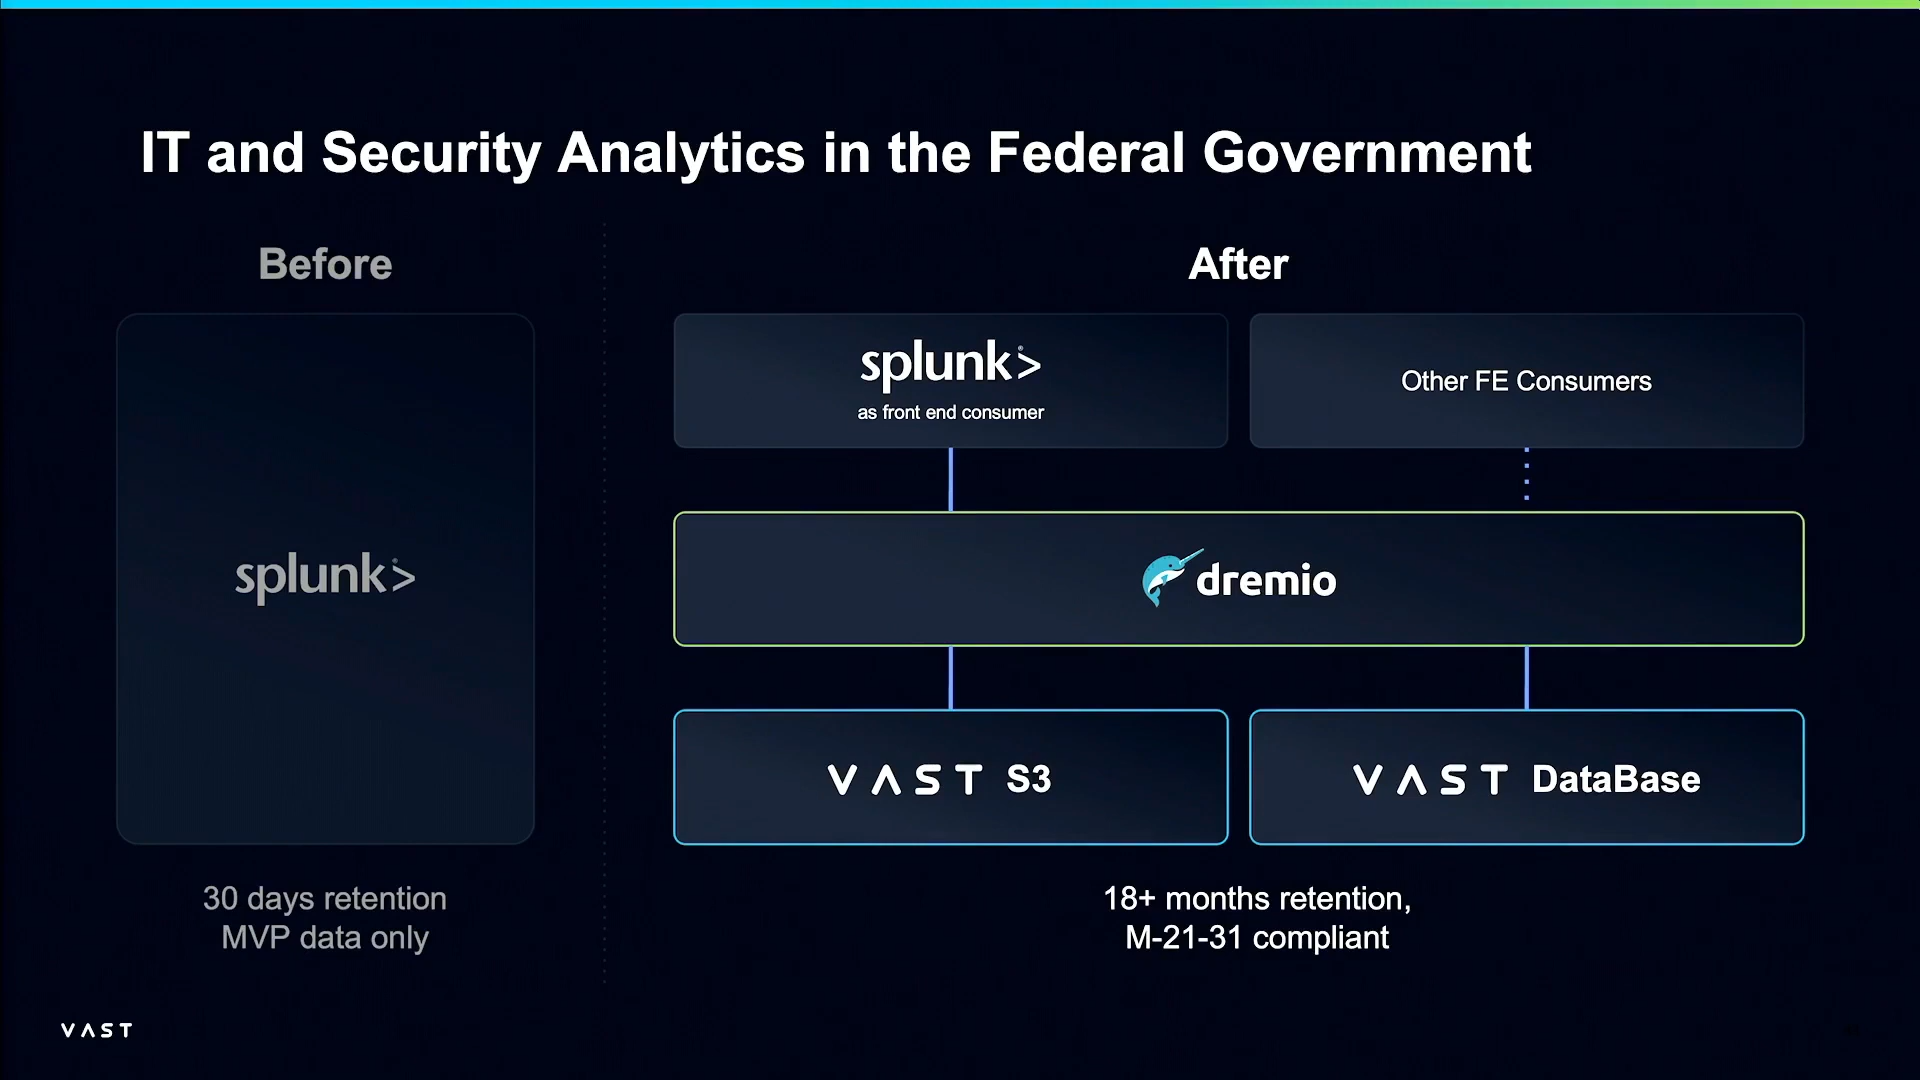 IT and Security Analytics in the Federal Government
Before
After
splunk>
30 days retention
MVP data only
splunk>
as front end consumer
Other FE Consumers
dremio
VAST S3
VAST DataBase
18+ months retention,
M-21-31 compliant
VAST